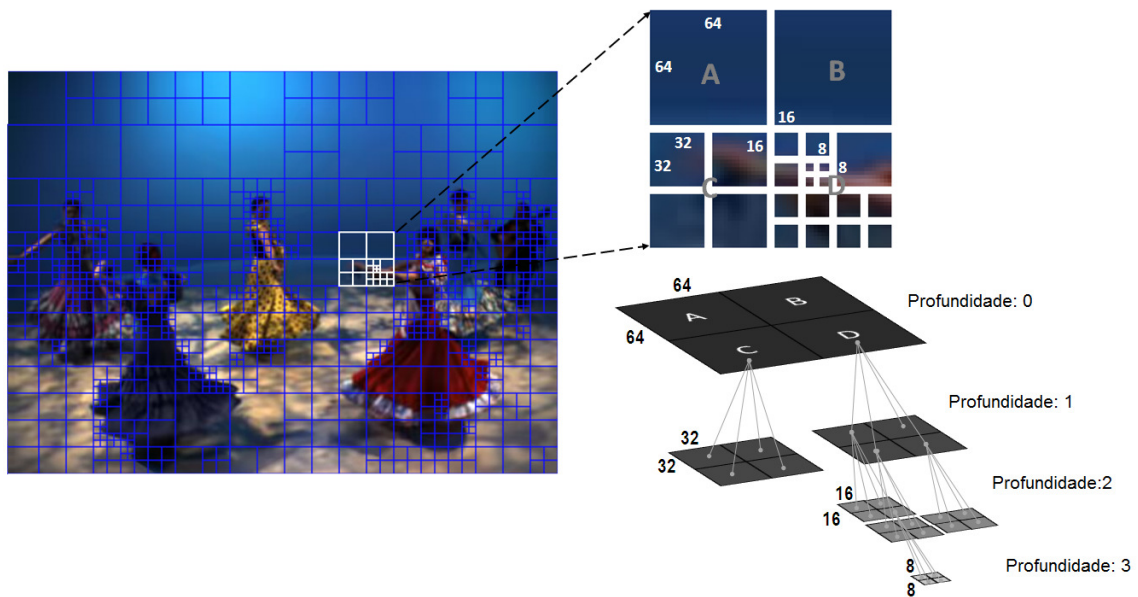 64
64
A
B
16
32
16
8
32
8
C
D
64
64
A
B
C
D
Profundidade: 0
32
32
Profundidade: 1
16
16
Profundidade:2
8
8
Profundidade: 3